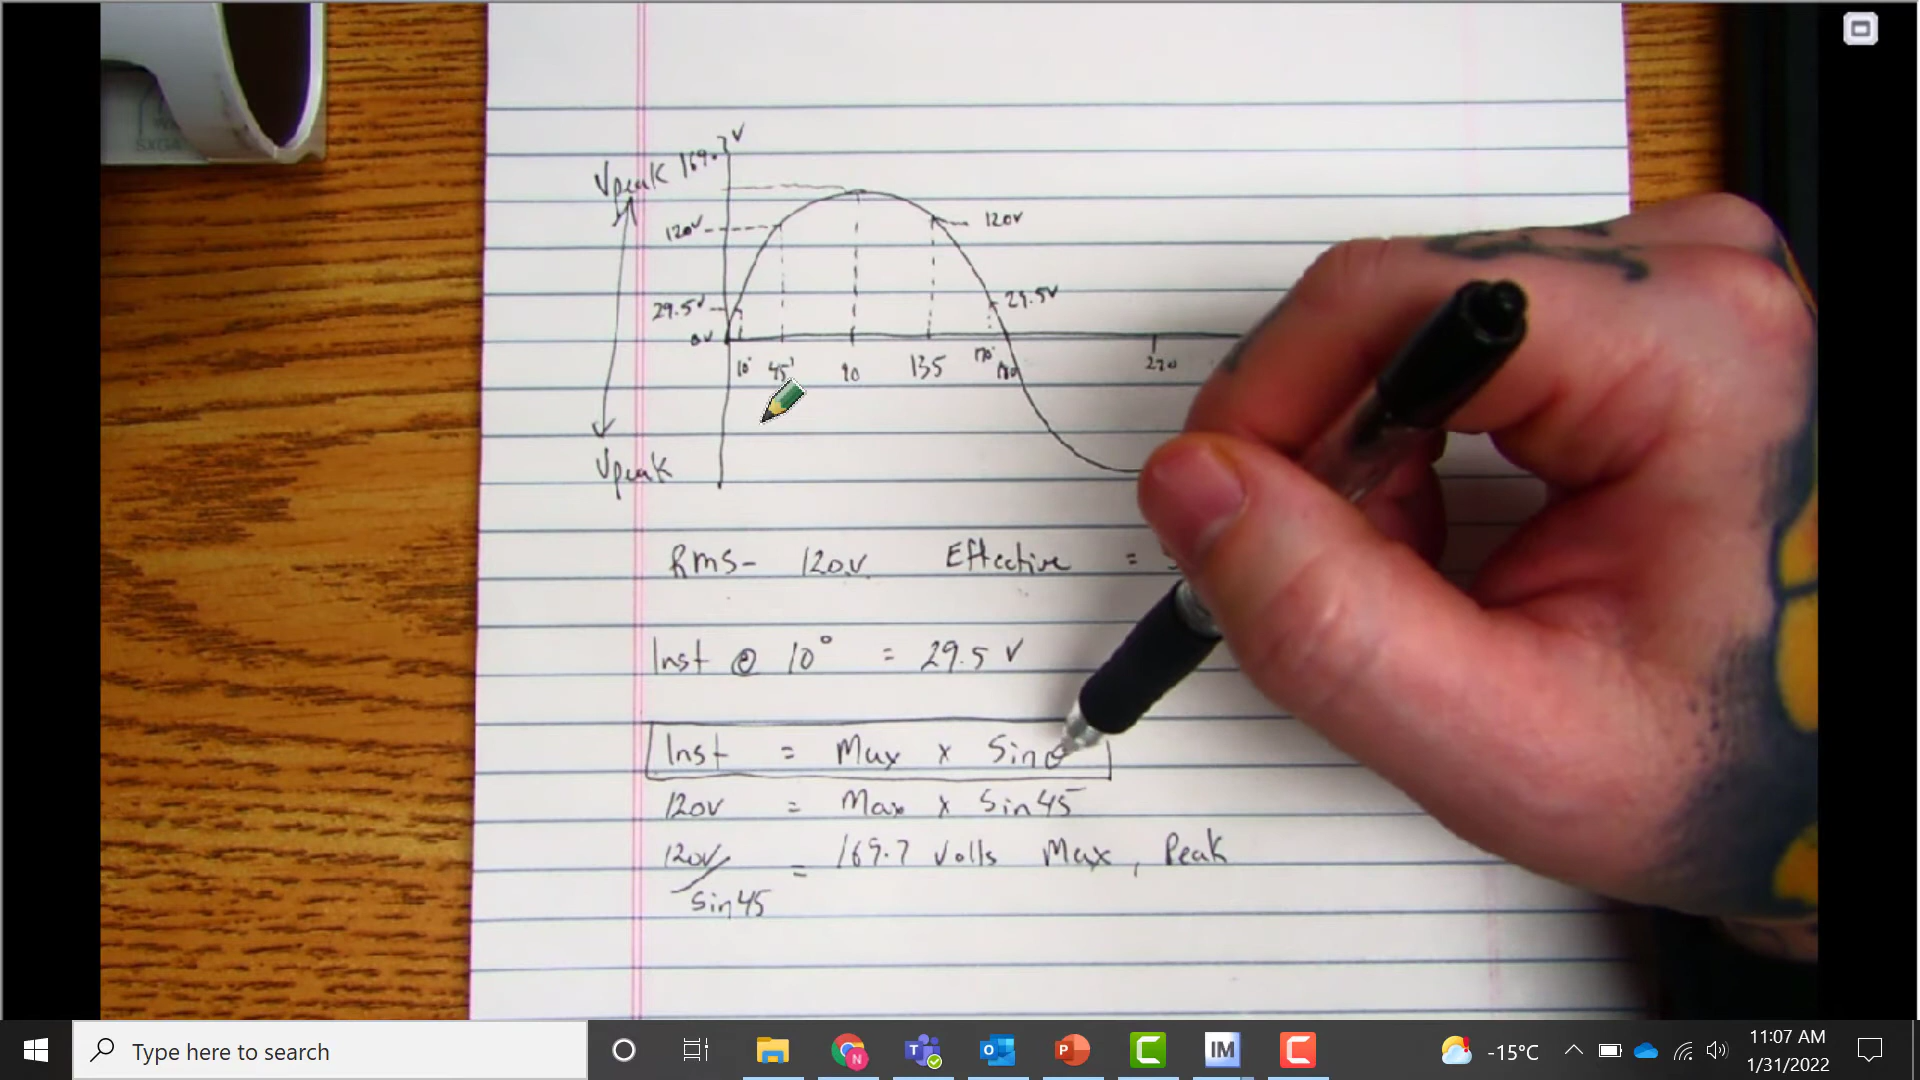 Vpeak 169.7 V
120V
120V
29.5V
29.5V
0V
10° 45° 90 135 170° 180 270
Vpeak
Rms- 120V. Effective =
Inst @ 10° = 29.5 V
Inst = Max x Sin θ
120V = Max x Sin45
120V = 169.7 Volts Max, Peak
Sin45
Type here to search
-15°C
11:07 AM
1/31/2022